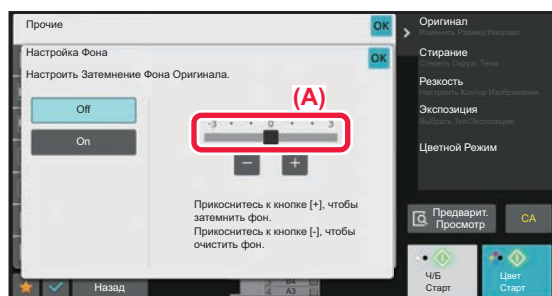 Прочие
OK
Настройка Фона
OK
Настроить Затемнение Фона Оригинала.
Off
On
(A)
-3 • • 0 • • 3
− +
Прикоснитесь к кнопке [+], чтобы
затемнить фон.
Прикоснитесь к кнопке [-], чтобы
очистить фон.
Назад
B4
A3
Оригинал
Изменить Размер/Направл.
Стирание
Стереть Окруж. Тени
Резкость
Настроить Контур Изображения
Экспозиция
Выбрать Тип/Экспозицию
Цветной Режим
Предварит.
Просмотр
CA
Ч/Б
Старт
Цвет
Старт